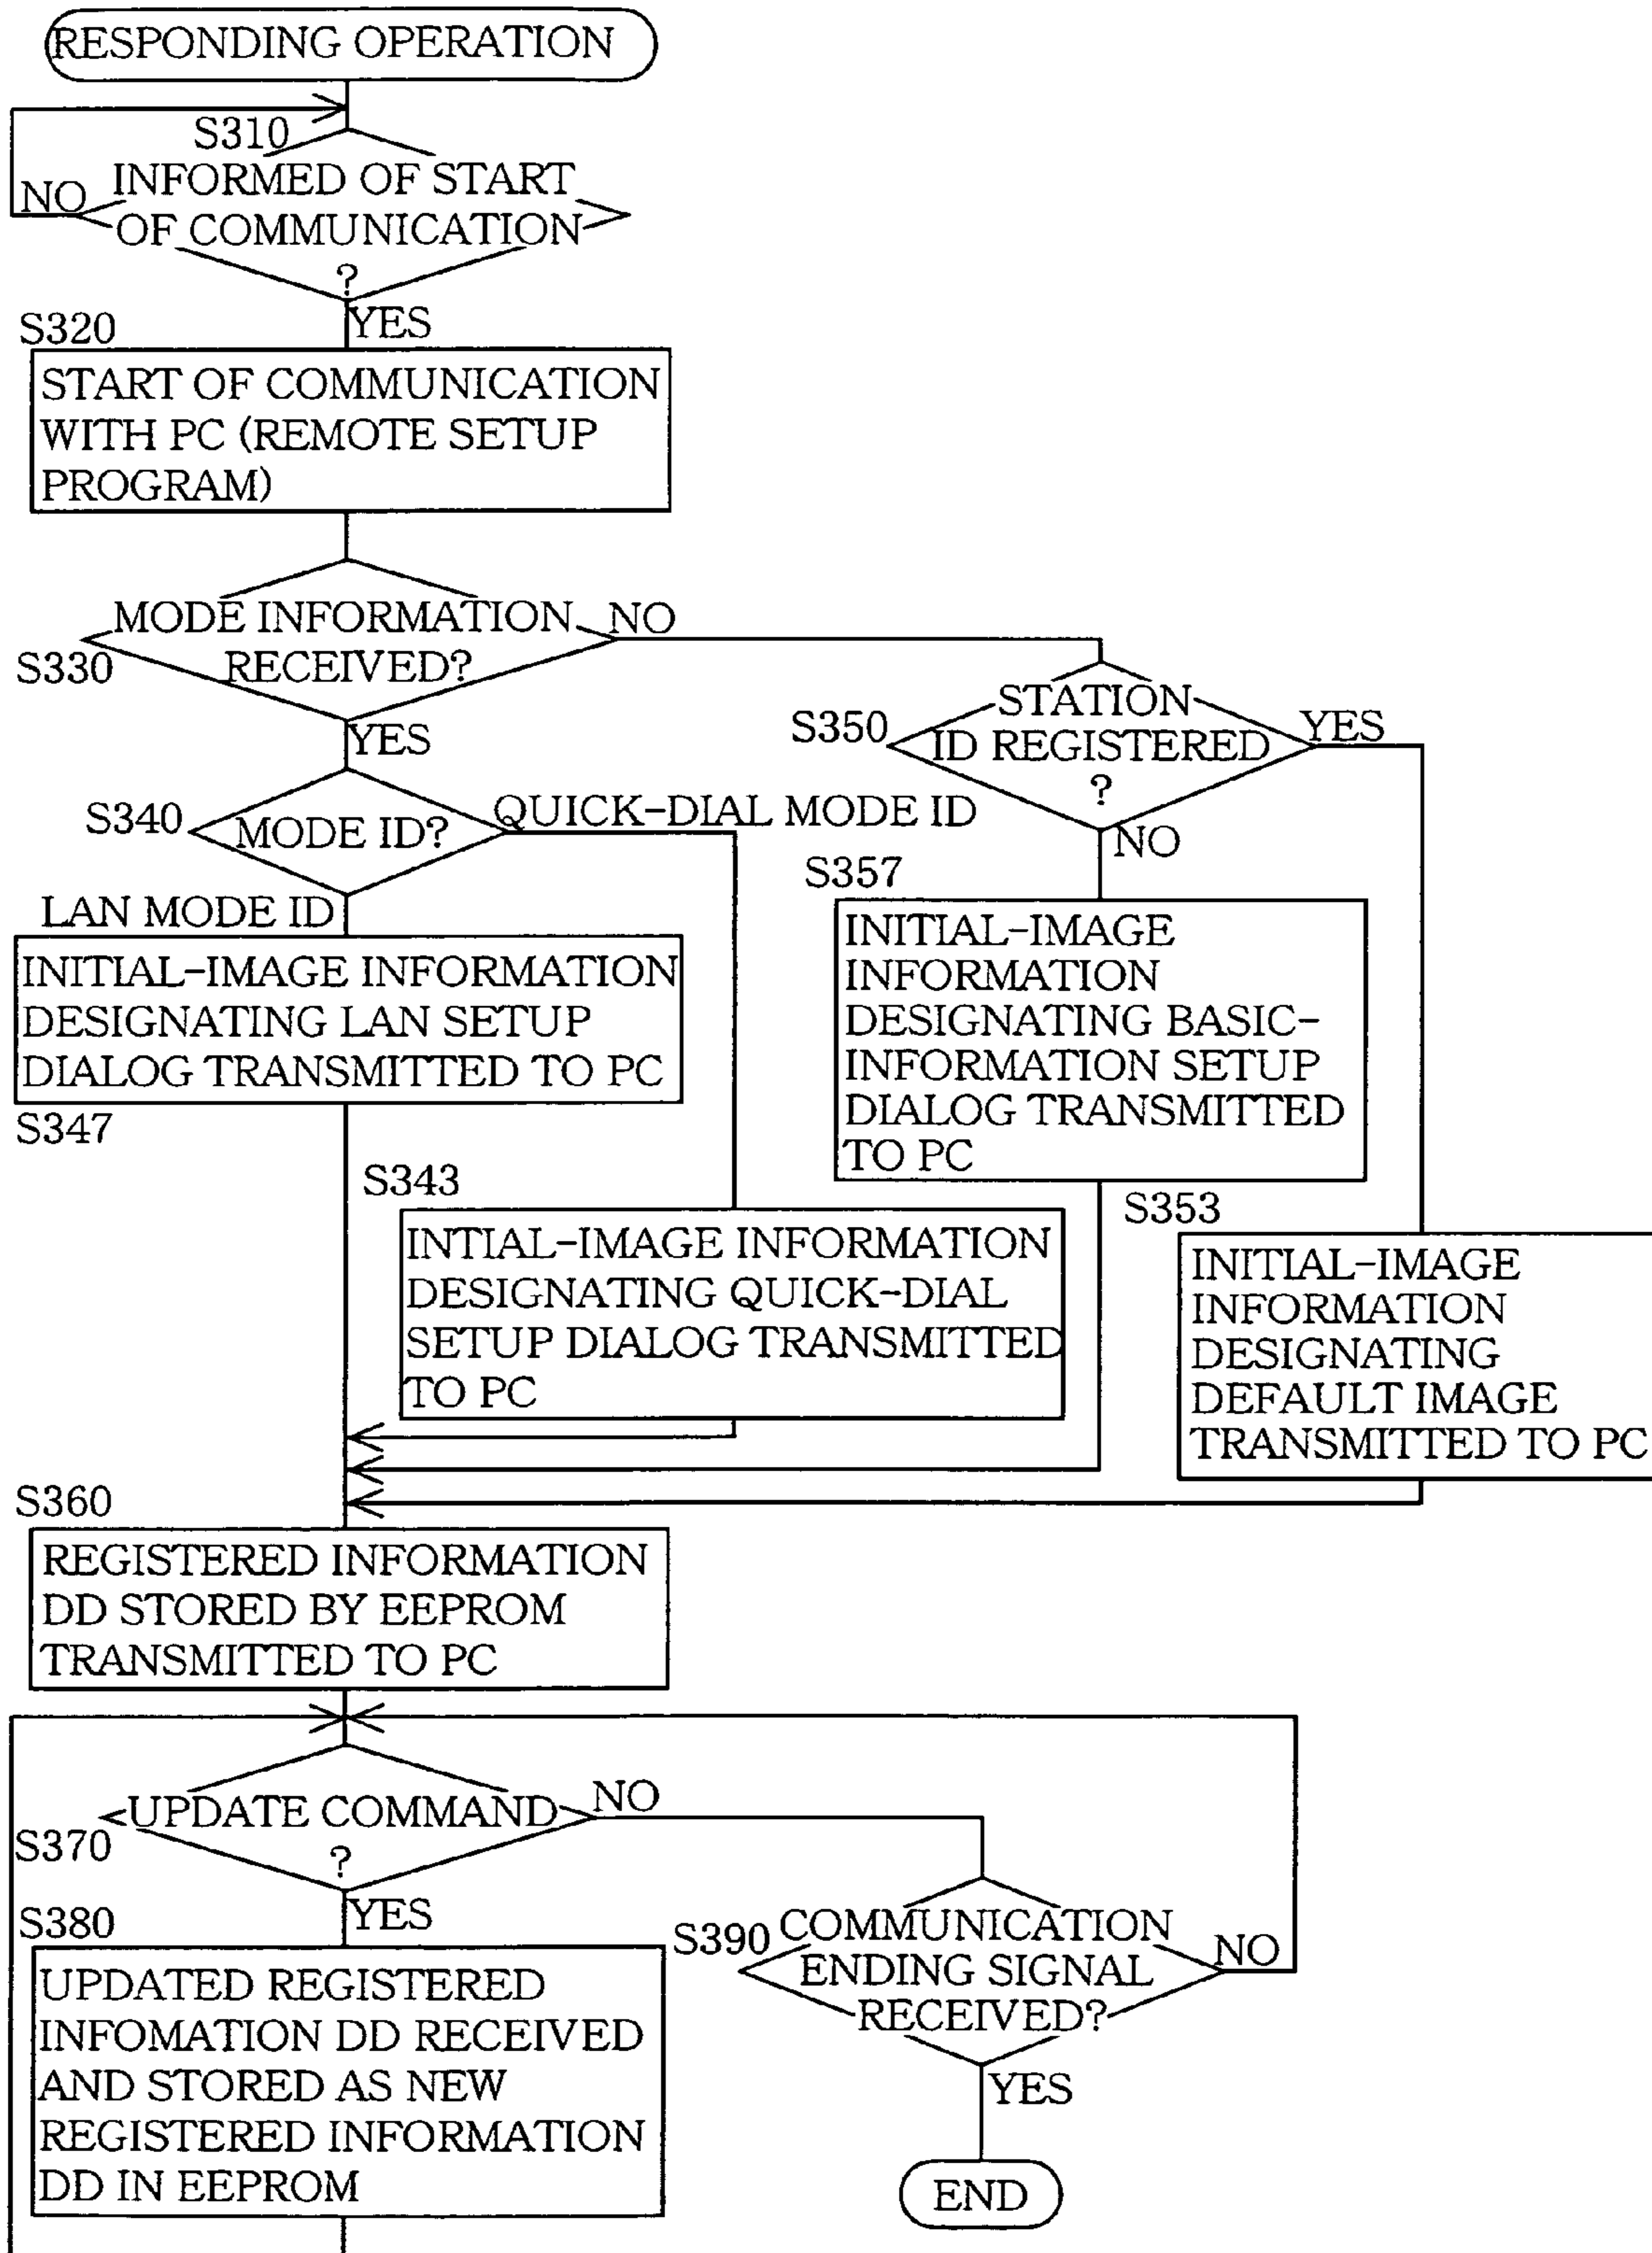 RESPONDING OPERATION
S310
INFORMED OF START
OF COMMUNICATION
?
NO
YES
S320
START OF COMMUNICATION
WITH PC (REMOTE SETUP
PROGRAM)
MODE INFORMATION
RECEIVED?
NO
S330
YES
STATION
ID REGISTERED
?
S350
YES
NO
S340
MODE ID?
QUICK-DIAL MODE ID
LAN MODE ID
INITIAL-IMAGE INFORMATION
DESIGNATING LAN SETUP
DIALOG TRANSMITTED TO PC
S347
S357
INITIAL-IMAGE
INFORMATION
DESIGNATING BASIC-
INFORMATION SETUP
DIALOG TRANSMITTED
TO PC
S343
INTIAL-IMAGE INFORMATION
DESIGNATING QUICK-DIAL
SETUP DIALOG TRANSMITTED
TO PC
S353
INITIAL-IMAGE
INFORMATION
DESIGNATING
DEFAULT IMAGE
TRANSMITTED TO PC
S360
REGISTERED INFORMATION
DD STORED BY EEPROM
TRANSMITTED TO PC
UPDATE COMMAND
?
NO
S370
YES
S380
UPDATED REGISTERED
INFOMATION DD RECEIVED
AND STORED AS NEW
REGISTERED INFORMATION
DD IN EEPROM
S390
COMMUNICATION
ENDING SIGNAL
RECEIVED?
NO
YES
END